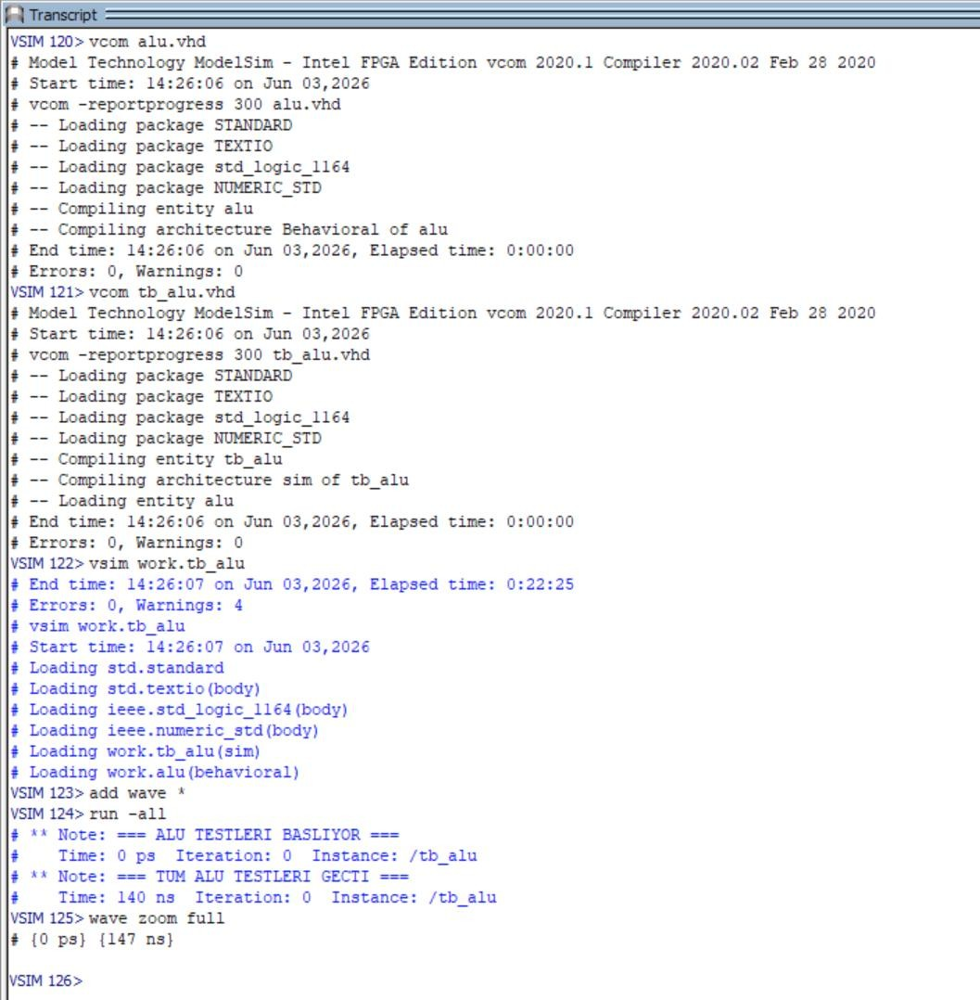 Transcript
VSIM 120> vcom alu.vhd
# Model Technology ModelSim - Intel FPGA Edition vcom 2020.1 Compiler 2020.02 Feb 28 2020
# Start time: 14:26:06 on Jun 03,2026
# vcom -reportprogress 300 alu.vhd
# -- Loading package STANDARD
# -- Loading package TEXTIO
# -- Loading package std_logic_1164
# -- Loading package NUMERIC_STD
# -- Compiling entity alu
# -- Compiling architecture Behavioral of alu
# End time: 14:26:06 on Jun 03,2026, Elapsed time: 0:00:00
# Errors: 0, Warnings: 0
VSIM 121> vcom tb_alu.vhd
# Model Technology ModelSim - Intel FPGA Edition vcom 2020.1 Compiler 2020.02 Feb 28 2020
# Start time: 14:26:06 on Jun 03,2026
# vcom -reportprogress 300 tb_alu.vhd
# -- Loading package STANDARD
# -- Loading package TEXTIO
# -- Loading package std_logic_1164
# -- Loading package NUMERIC_STD
# -- Compiling entity tb_alu
# -- Compiling architecture sim of tb_alu
# -- Loading entity alu
# End time: 14:26:06 on Jun 03,2026, Elapsed time: 0:00:00
# Errors: 0, Warnings: 0
VSIM 122> vsim work.tb_alu
# End time: 14:26:07 on Jun 03,2026, Elapsed time: 0:22:25
# Errors: 0, Warnings: 4
# vsim work.tb_alu
# Start time: 14:26:07 on Jun 03,2026
# Loading std.standard
# Loading std.textio(body)
# Loading ieee.std_logic_1164(body)
# Loading ieee.numeric_std(body)
# Loading work.tb_alu(sim)
# Loading work.alu(behavioral)
VSIM 123> add wave *
VSIM 124> run -all
# ** Note: === ALU TESTLERI BASLIYOR ===
#    Time: 0 ps  Iteration: 0  Instance: /tb_alu
# ** Note: === TUM ALU TESTLERI GECTI ===
#    Time: 140 ns  Iteration: 0  Instance: /tb_alu
VSIM 125> wave zoom full
# {0 ps} {147 ns}
VSIM 126>